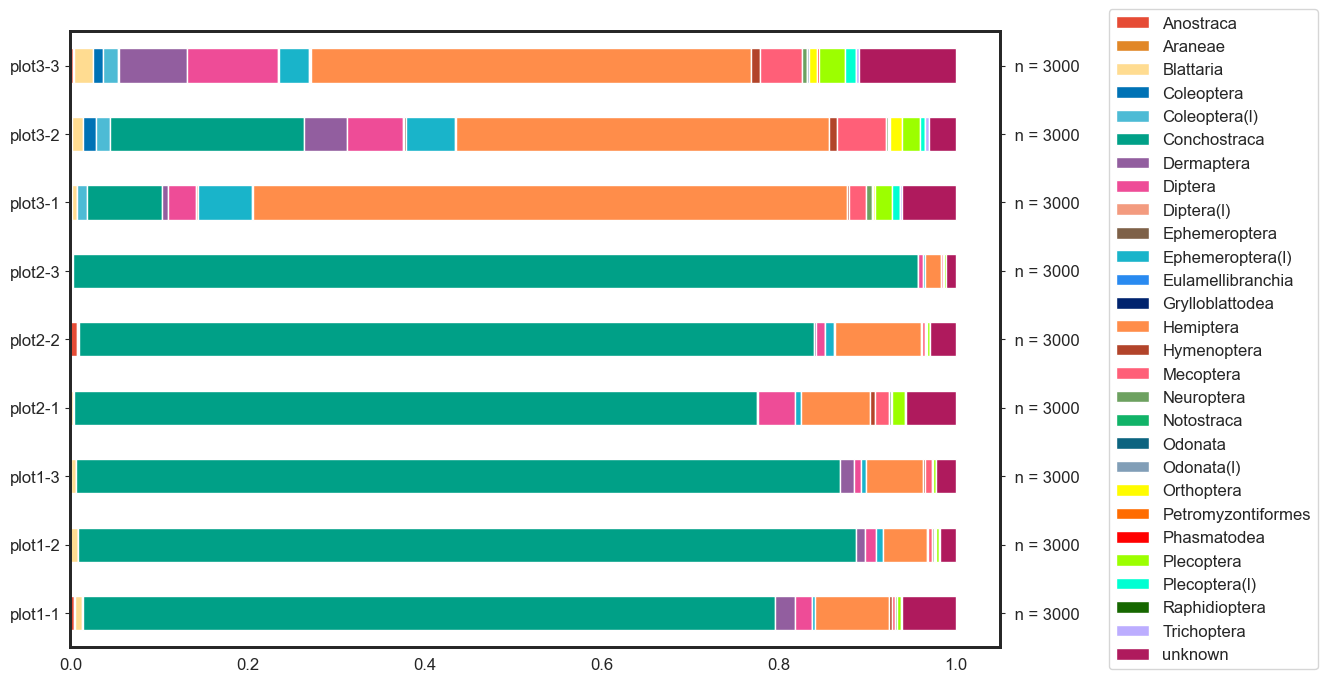 plot3-3
plot3-2
plot3-1
plot2-3
plot2-2
plot2-1
plot1-3
plot1-2
plot1-1
0.0 0.2 0.4 0.6 0.8 1.0
n = 3000
n = 3000
n = 3000
n = 3000
n = 3000
n = 3000
n = 3000
n = 3000
n = 3000
Anostraca
Araneae
Blattaria
Coleoptera
Coleoptera(l)
Conchostraca
Dermaptera
Diptera
Diptera(l)
Ephemeroptera
Ephemeroptera(l)
Eulamellibranchia
Grylloblattodea
Hemiptera
Hymenoptera
Mecoptera
Neuroptera
Notostraca
Odonata
Odonata(l)
Orthoptera
Petromyzontiformes
Phasmatodea
Plecoptera
Plecoptera(l)
Raphidioptera
Trichoptera
unknown